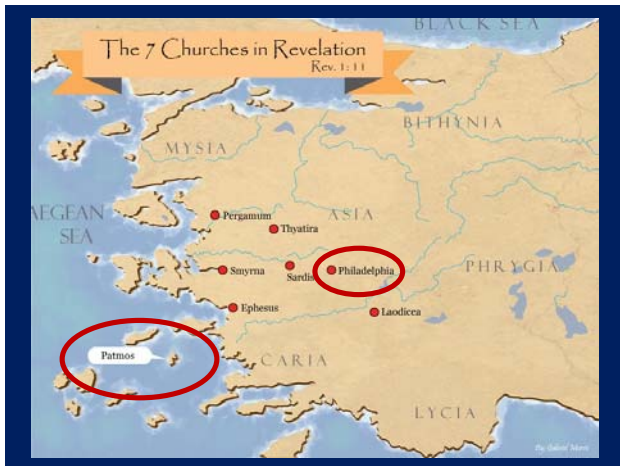 BLACK SEA
The 7 Churches in Revelation
Rev. 1:11
BITHYNIA
MYSIA
AEGEAN
SEA
Pergamum
ASIA
Thyatira
Smyrna
Sardis
Philadelphia
PHRYGIA
Ephesus
Laodicea
Patmos
CARIA
LYCIA